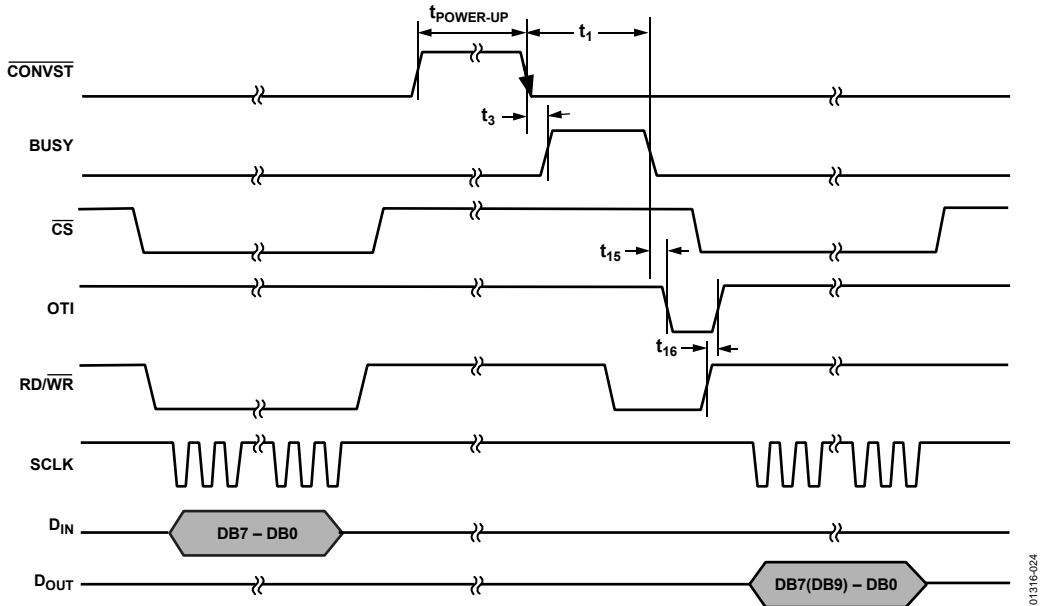 tPOWER-UP
t1
CONVST
t3
BUSY
CS
t15
OTI
t16
RD/WR
SCLK
DIN
DB7 – DB0
DOUT
DB7(DB9) – DB0
01316-024